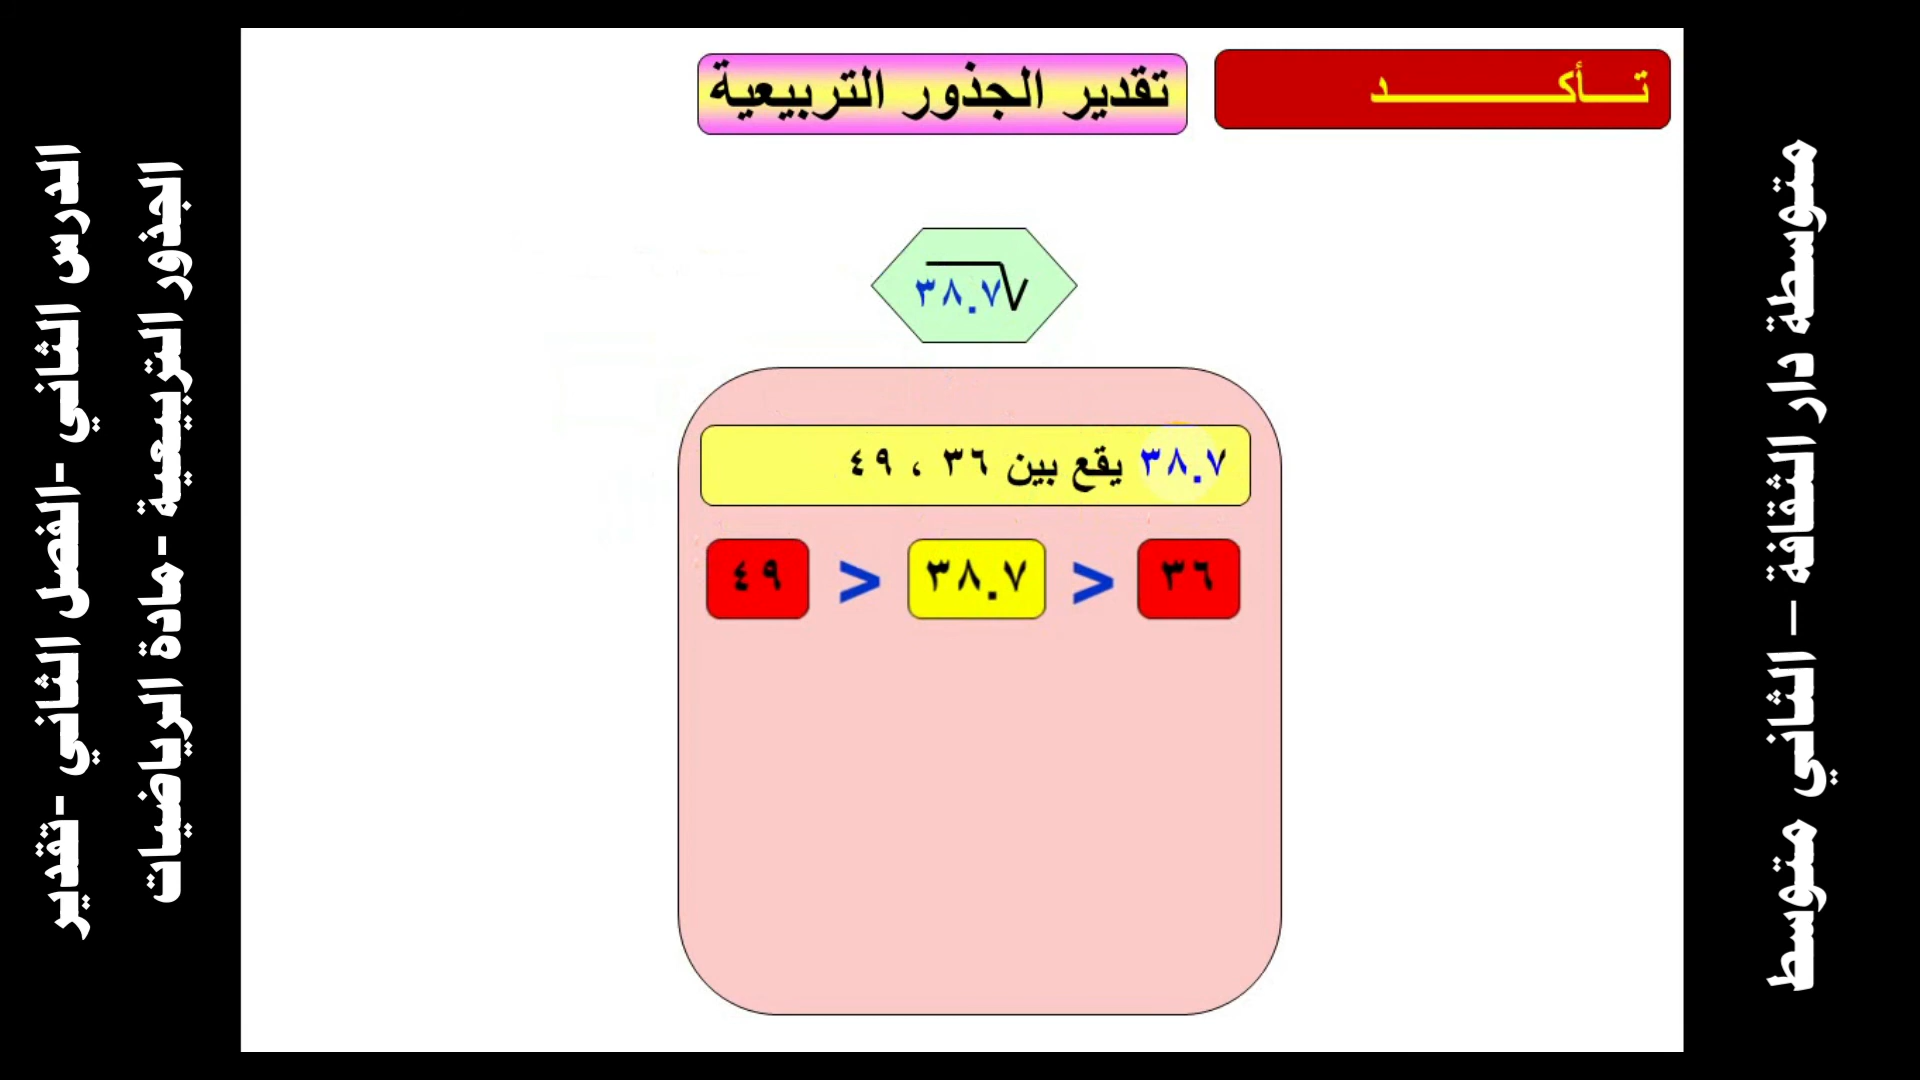 تـــأكـــــــــــــد
تقدير الجذور التربيعية
√٣٨.٧
٣٨.٧ يقع بين ٣٦ ، ٤٩
٣٦ > ٣٨.٧ > ٤٩
متوسطة دار الثقافة – الثاني متوسط
الدرس الثاني -الفصل الثاني -تقدير
الجذور التربيعية -مادة الرياضيات